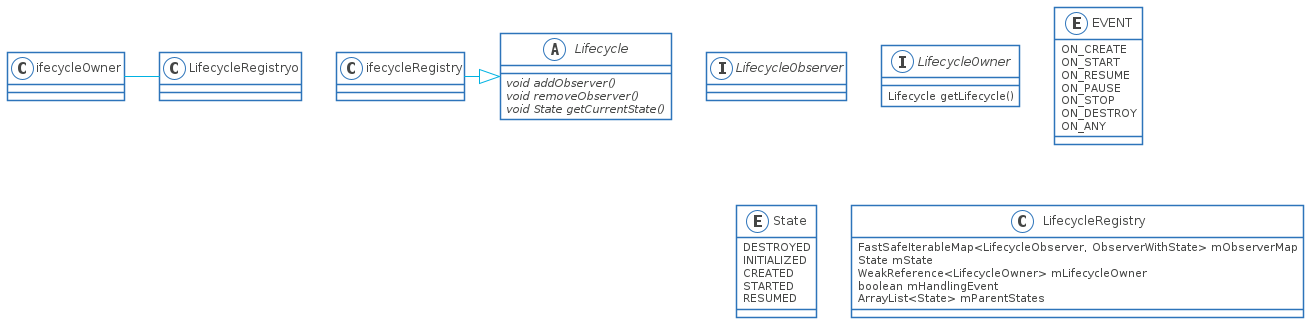 C ifecycleOwner
C LifecycleRegistryo
C ifecycleRegistry
A Lifecycle
void addObserver()
void removeObserver()
void State getCurrentState()
I LifecycleObserver
I LifecycleOwner
Lifecycle getLifecycle()
E EVENT
ON_CREATE
ON_START
ON_RESUME
ON_PAUSE
ON_STOP
ON_DESTROY
ON_ANY
E State
DESTROYED
INITIALIZED
CREATED
STARTED
RESUMED
C LifecycleRegistry
FastSafeIterableMap<LifecycleObserver, ObserverWithState> mObserverMap
State mState
WeakReference<LifecycleOwner> mLifecycleOwner
boolean mHandlingEvent
ArrayList<State> mParentStates